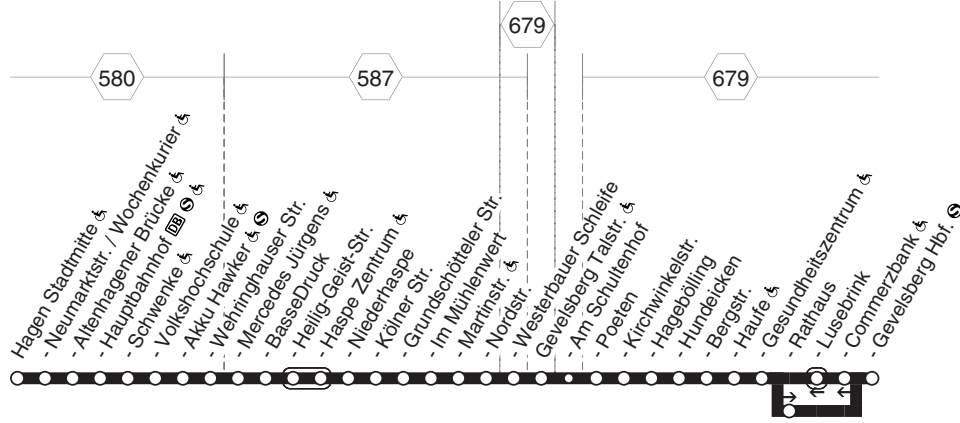 679
580
587
679
Hagen Stadtmitte
- Neumarktstr. / Wochenkurier
- Altenhagener Brücke
- Hauptbahnhof DB S
- Schwenke
- Volkshochschule
- Akku Hawker S
- Wehringhauser Str.
- Mercedes Jürgens
- BasseDruck
- Heilig-Geist-Str.
- Haspe Zentrum
- Niederhaspe
- Kölner Str.
- Grundschötteler Str.
- Im Mühlenwert
- Martinstr.
- Nordstr.
- Westerbauer Schleife
Gevelsberg Talstr.
- Am Schultenhof
- Poeten
- Kirchwinkelstr.
- Hagebölling
- Hundeicken
- Bergstr.
- Haufe
- Gesundheitszentrum
- Rathaus
- Lusebrink
- Commerzbank
- Gevelsberg Hbf. S